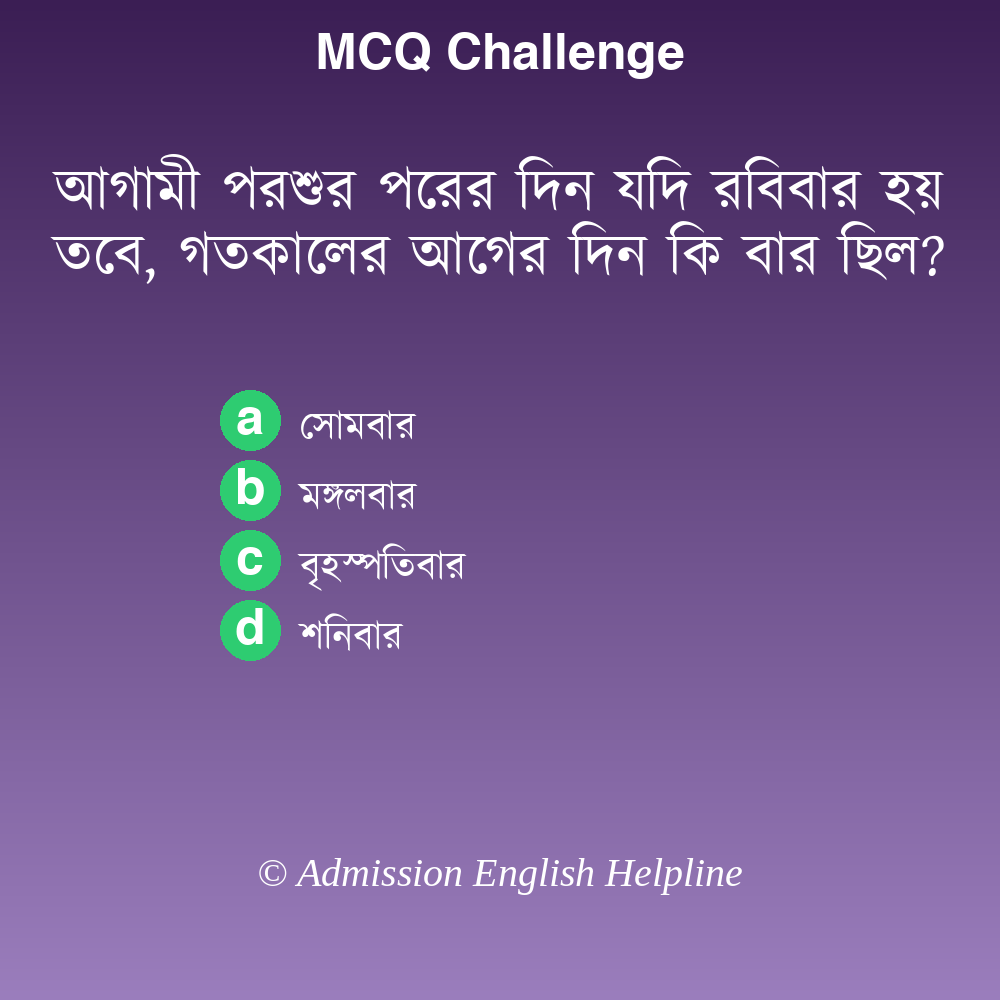 MCQ Challenge
আগামী পরশুর পরের দিন যদি রবিবার হয়
তবে, গতকালের আগের দিন কি বার ছিল?
a সোমবার
b মঙ্গলবার
c বৃহস্পতিবার
d শনিবার
© Admission English Helpline